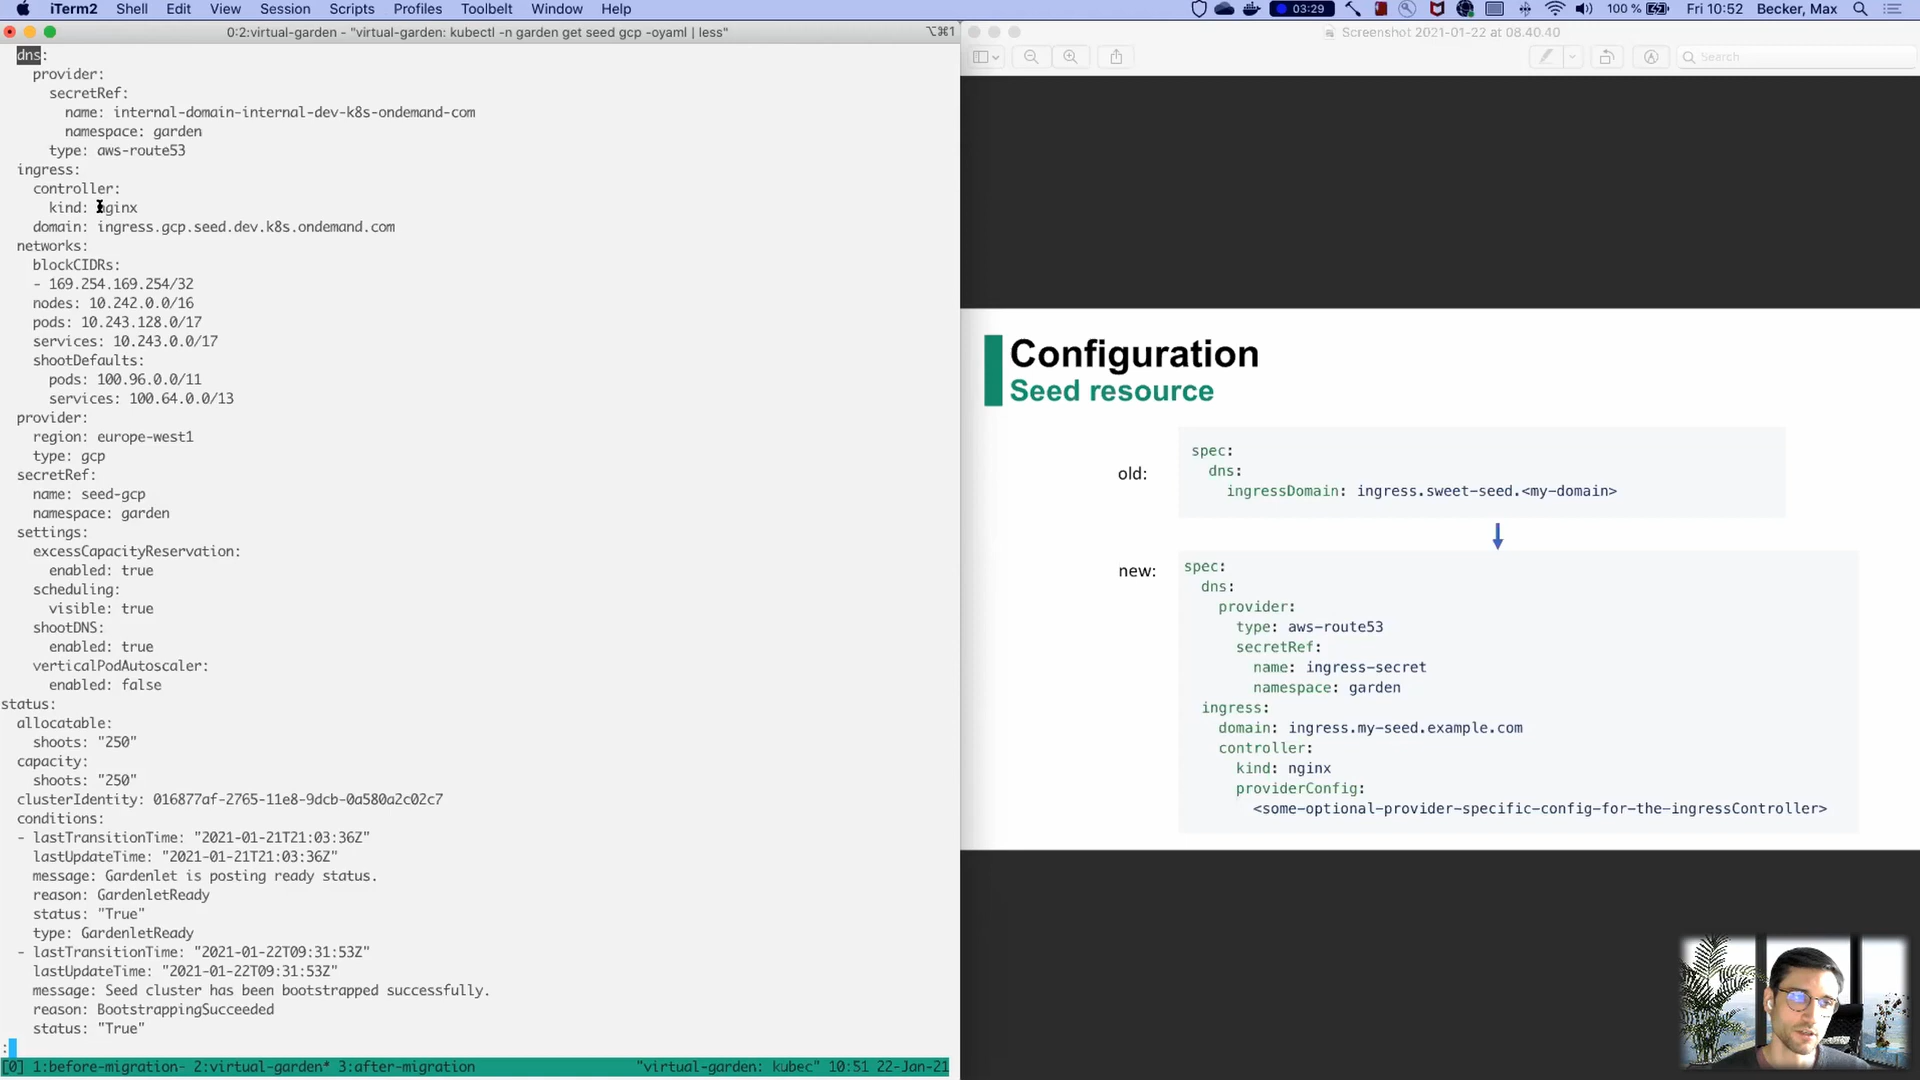 iTerm2 Shell Edit View Session Scripts Profiles Toolbelt Window Help
03:29 100 % Fri 10:52 Becker, Max
0:2:virtual-garden - "virtual-garden: kubectl -n garden get seed gcp -oyaml | less"
⌥⌘1
dns:
provider:
secretRef:
name: internal-domain-internal-dev-k8s-ondemand-com
namespace: garden
type: aws-route53
ingress:
controller:
kind: nginx
domain: ingress.gcp.seed.dev.k8s.ondemand.com
networks:
blockCIDRs:
- 169.254.169.254/32
nodes: 10.242.0.0/16
pods: 10.243.128.0/17
services: 10.243.0.0/17
shootDefaults:
pods: 100.96.0.0/11
services: 100.64.0.0/13
provider:
region: europe-west1
type: gcp
secretRef:
name: seed-gcp
namespace: garden
settings:
excessCapacityReservation:
enabled: true
scheduling:
visible: true
shootDNS:
enabled: true
verticalPodAutoscaler:
enabled: false
status:
allocatable:
shoots: "250"
capacity:
shoots: "250"
clusterIdentity: 016877af-2765-11e8-9dcb-0a580a2c02c7
conditions:
- lastTransitionTime: "2021-01-21T21:03:36Z"
lastUpdateTime: "2021-01-21T21:03:36Z"
message: Gardenlet is posting ready status.
reason: GardenletReady
status: "True"
type: GardenletReady
- lastTransitionTime: "2021-01-22T09:31:53Z"
lastUpdateTime: "2021-01-22T09:31:53Z"
message: Seed cluster has been bootstrapped successfully.
reason: BootstrappingSucceeded
status: "True"
:
[0] 1:before-migration- 2:virtual-garden* 3:after-migration "virtual-garden: kubec" 10:51 22-Jan-21
Screenshot 2021-01-22 at 08.40.40
Search
Configuration
Seed resource
old:
spec:
dns:
ingressDomain: ingress.sweet-seed.<my-domain>
new:
spec:
dns:
provider:
type: aws-route53
secretRef:
name: ingress-secret
namespace: garden
ingress:
domain: ingress.my-seed.example.com
controller:
kind: nginx
providerConfig:
<some-optional-provider-specific-config-for-the-ingressController>